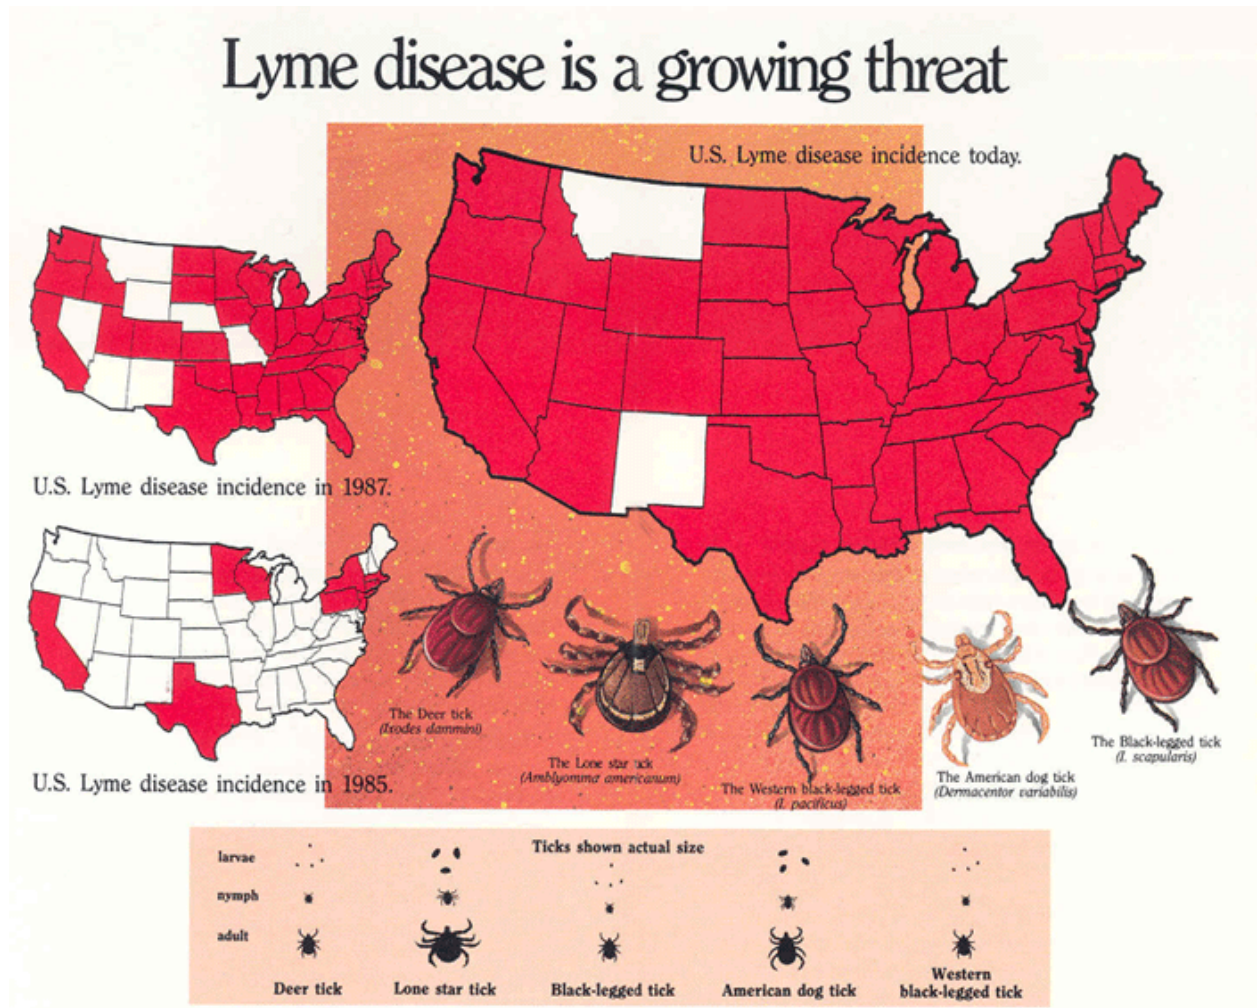 Lyme disease is a growing threat
U.S. Lyme disease incidence today.
U.S. Lyme disease incidence in 1987.
U.S. Lyme disease incidence in 1985.
The Deer tick
(Ixodes dammini)
The Lone star tick
(Amblyomma americanum)
The Western black-legged tick
(I. pacificus)
The American dog tick
(Dermacentor variabilis)
The Black-legged tick
(I. scapularis)
Ticks shown actual size
larvae
nymph
adult
Deer tick
Lone star tick
Black-legged tick
American dog tick
Western
black-legged tick